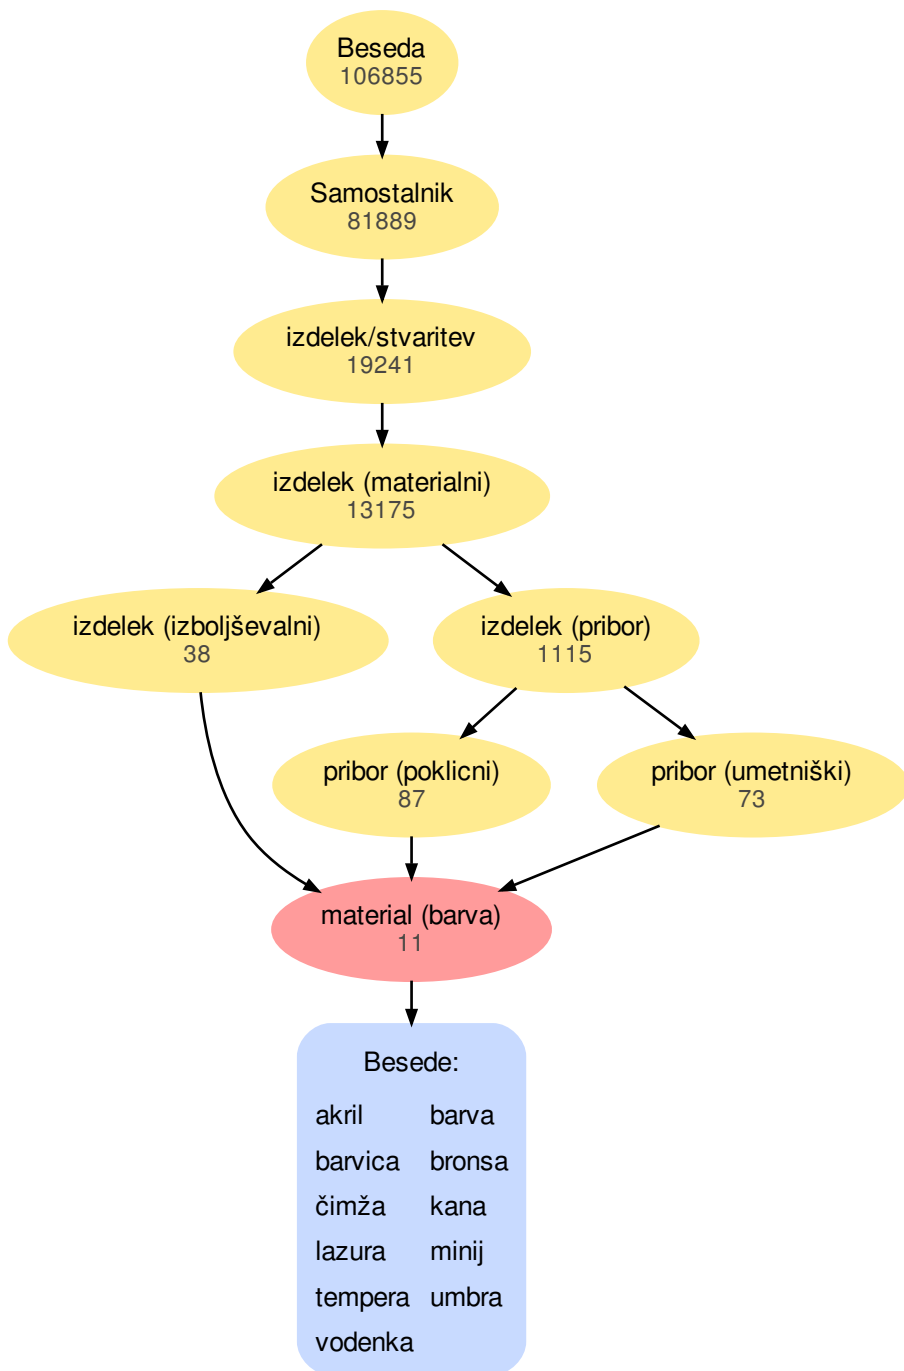 Beseda
106855
Samostalnik
81889
izdelek/stvaritev
19241
izdelek (materialni)
13175
izdelek (izboljševalni)
38
izdelek (pribor)
1115
pribor (poklicni)
87
pribor (umetniški)
73
material (barva)
11
Besede:
akril barva
barvica bronsa
čimža kana
lazura minij
tempera umbra
vodenka